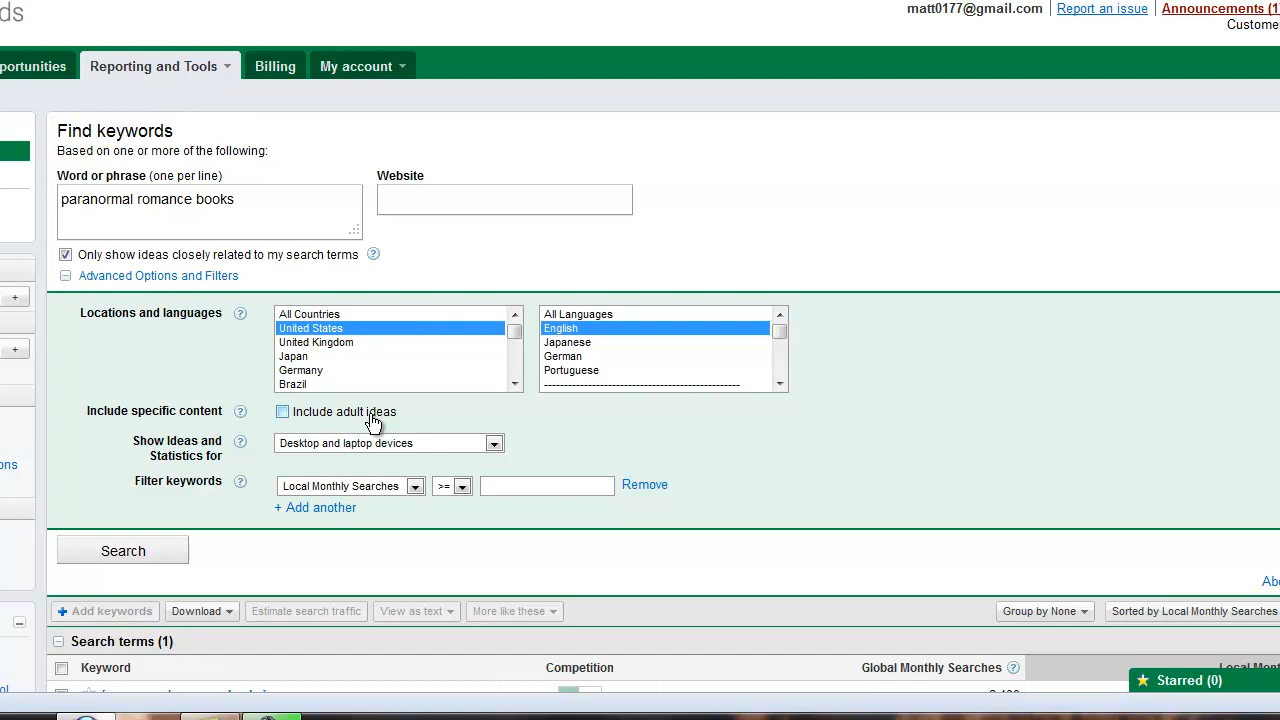 ds
matt0177@gmail.com Report an issue Announcements (1
Custome
portunities Reporting and Tools Billing My account
Find keywords
Based on one or more of the following:
Word or phrase (one per line) Website
paranormal romance books
Only show ideas closely related to my search terms ?
Advanced Options and Filters
Locations and languages ? All Countries All Languages
United States English
United Kingdom Japanese
Japan German
Germany Portuguese
Brazil
Include specific content ? Include adult ideas
Show Ideas and Statistics for ? Desktop and laptop devices
Filter keywords ? Local Monthly Searches >= Remove
+ Add another
ons
Search
Abo
+ Add keywords Download Estimate search traffic View as text More like these Group by None Sorted by Local Monthly Searches
Search terms (1)
Keyword Competition Global Monthly Searches ? Local Mont
Starred (0)